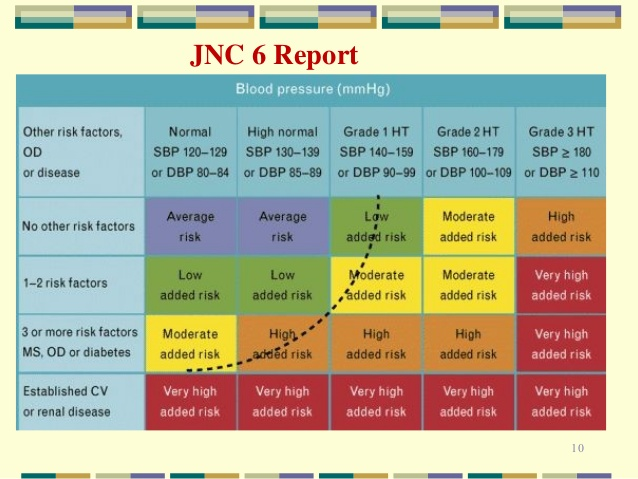 JNC 6 Report
Blood pressure (mmHg)
Other risk factors,
OD
or disease
Normal
SBP 120–129
or DBP 80–84
High normal
SBP 130–139
or DBP 85–89
Grade 1 HT
SBP 140–159
or DBP 90–99
Grade 2 HT
SBP 160–179
or DBP 100–109
Grade 3 HT
SBP ≥ 180
or DBP ≥ 110
No other risk factors
Average
risk
Average
risk
Low
added risk
Moderate
added risk
High
added risk
1–2 risk factors
Low
added risk
Low
added risk
Moderate
added risk
Moderate
added risk
Very high
added risk
3 or more risk factors
MS, OD or diabetes
Moderate
added risk
High
added risk
High
added risk
High
added risk
Very high
added risk
Established CV
or renal disease
Very high
added risk
Very high
added risk
Very high
added risk
Very high
added risk
Very high
added risk
10